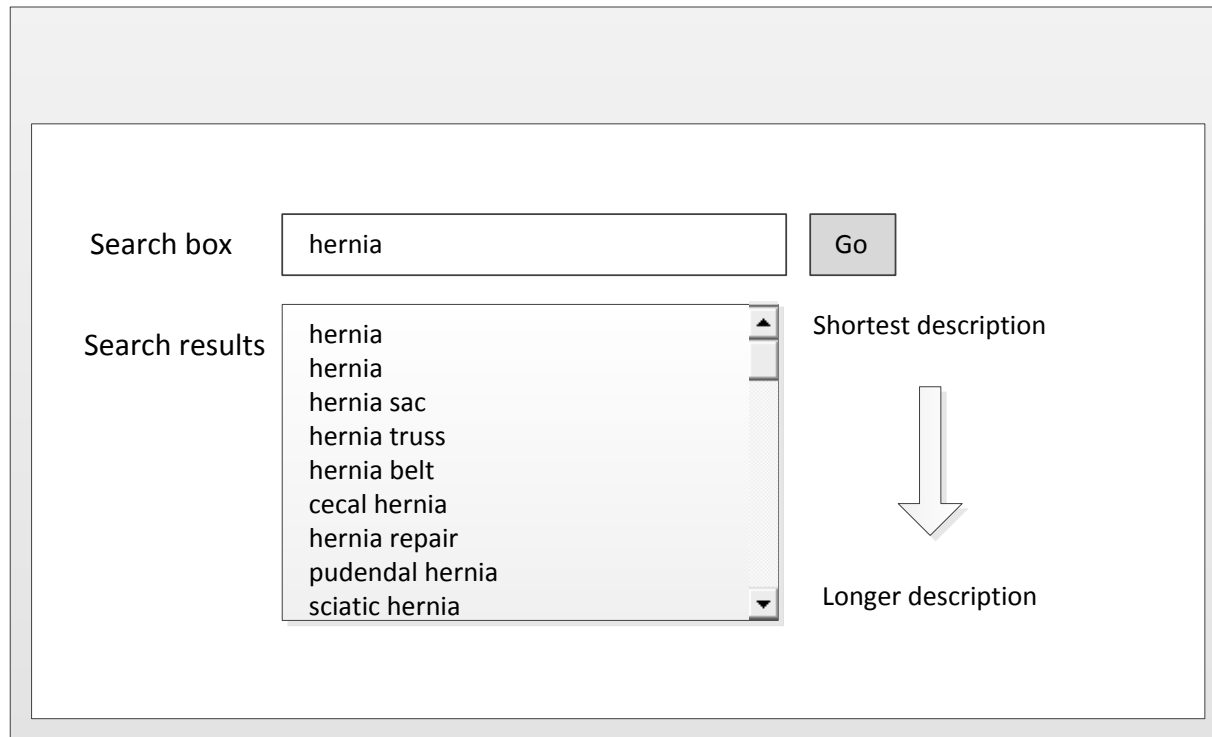 Search box
hernia
Go
Search results
hernia
hernia
hernia sac
hernia truss
hernia belt
cecal hernia
hernia repair
pudendal hernia
sciatic hernia
Shortest description
Longer description